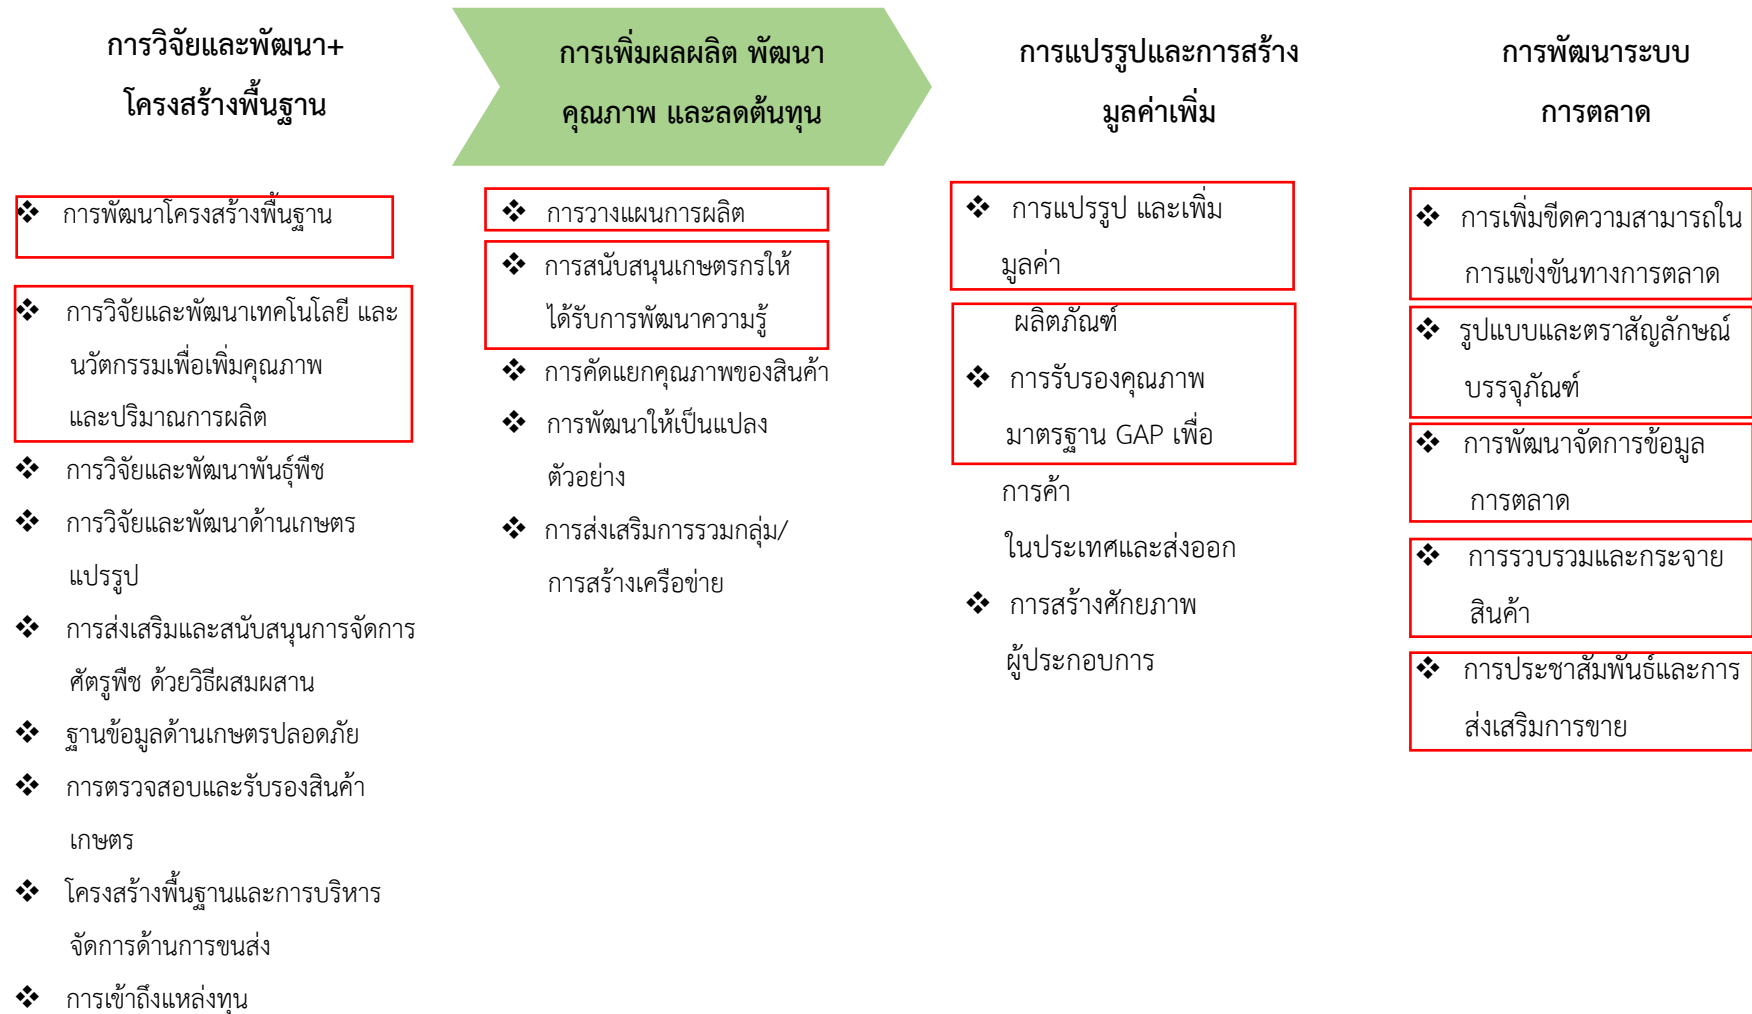 การวิจัยและพัฒนา+
โครงสร้างพื้นฐาน
❖ การพัฒนาโครงสร้างพื้นฐาน
❖ การวิจัยและพัฒนาเทคโนโลยี และ
นวัตกรรมเพื่อเพิ่มคุณภาพ
และปริมาณการผลิต
❖ การวิจัยและพัฒนาพันธุ์พืช
❖ การวิจัยและพัฒนาด้านเกษตร
แปรรูป
❖ การส่งเสริมและสนับสนุนการจัดการ
ศัตรูพืช ด้วยวิธีผสมผสาน
❖ ฐานข้อมูลด้านเกษตรปลอดภัย
❖ การตรวจสอบและรับรองสินค้า
เกษตร
❖ โครงสร้างพื้นฐานและการบริหาร
จัดการด้านการขนส่ง
❖ การเข้าถึงแหล่งทุน
การเพิ่มผลผลิต พัฒนา
คุณภาพ และลดต้นทุน
❖ การวางแผนการผลิต
❖ การสนับสนุนเกษตรกรให้
ได้รับการพัฒนาความรู้
❖ การคัดแยกคุณภาพของสินค้า
❖ การพัฒนาให้เป็นแปลง
ตัวอย่าง
❖ การส่งเสริมการรวมกลุ่ม/
การสร้างเครือข่าย
การแปรรูปและการสร้าง
มูลค่าเพิ่ม
❖ การแปรรูป และเพิ่ม
มูลค่า
ผลิตภัณฑ์
❖ การรับรองคุณภาพ
มาตรฐาน GAP เพื่อ
การค้า
ในประเทศและส่งออก
❖ การสร้างศักยภาพ
ผู้ประกอบการ
การพัฒนาระบบ
การตลาด
❖ การเพิ่มขีดความสามารถใน
การแข่งขันทางการตลาด
❖ รูปแบบและตราสัญลักษณ์
บรรจุภัณฑ์
❖ การพัฒนาจัดการข้อมูล
การตลาด
❖ การรวบรวมและกระจาย
สินค้า
❖ การประชาสัมพันธ์และการ
ส่งเสริมการขาย